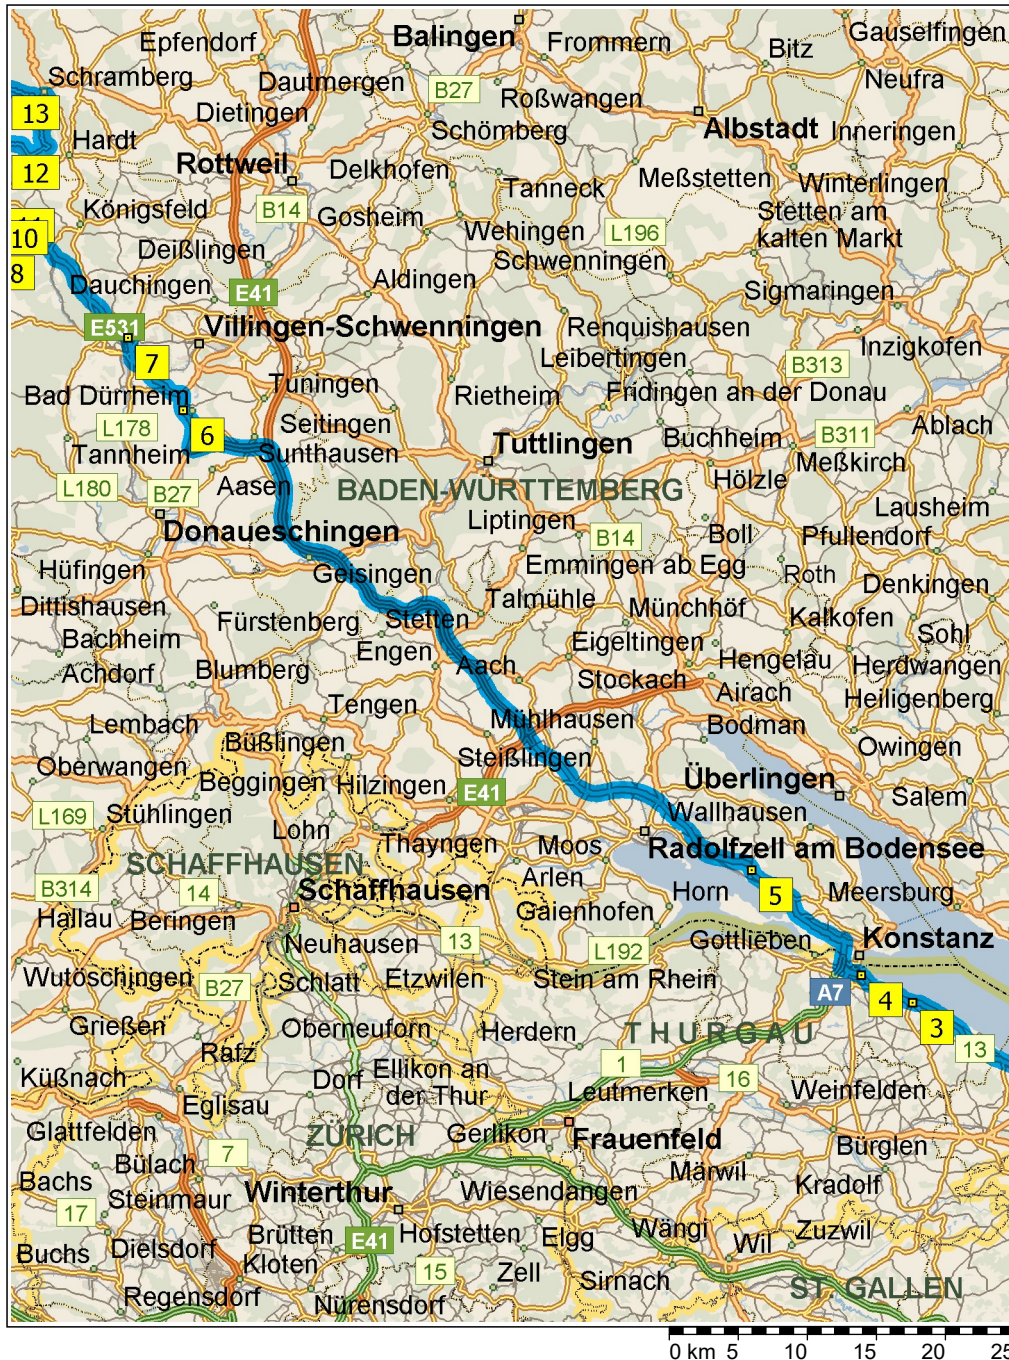 Balingen
Gauselfingen
Epfendorf
Frommern
Bitz
Schramberg
Dautmergen
B27
Neufra
13
Dietingen
Roßwangen
Hardt
Schömberg
Albstadt
Inneringen
12
Rottweil
Delkhofen
Tanneck
Meßstetten
Winterlingen
Königsfeld
B14
Gosheim
Stetten am
kalten Markt
10
Deißlingen
Wehingen
L196
Schwenningen
8
Dauchingen
E41
Aldingen
Sigmaringen
E531
Villingen-Schwenningen
Renquishausen
Inzigkofen
7
Leibertingen
B313
Bad Dürrheim
Tuningen
Rietheim
Fridingen an der Donau
L178
6
Seitingen
Buchheim
B311
Ablach
Tannheim
Sunthausen
Tuttlingen
Meßkirch
L180
B27
Aasen
BADEN-WÜRTTEMBERG
Hölzle
Lausheim
Donaueschingen
Liptingen
B14
Boll
Pfullendorf
Hüfingen
Geisingen
Emmingen ab Egg
Roth
Denkingen
Dittishausen
Fürstenberg
Stetten
Talmühle
Münchhöf
Kalkofen
Bachheim
Engen
Eigeltingen
Sohl
Achdorf
Blumberg
Aach
Stockach
Hengelau
Herdwangen
Airach
Heiligenberg
Lembach
Tengen
Mühlhausen
Bodman
Büßlingen
Steißlingen
Owingen
Oberwangen
Beggingen
Hilzingen
E41
Überlingen
Salem
L169
Stühlingen
Lohn
Wallhausen
Thayngen
Moos
Radolfzell am Bodensee
SCHAFFHAUSEN
Arlen
B314
14
Schaffhausen
Horn
5
Meersburg
Hallau
Beringen
Gaienhofen
Neuhausen
13
L192
Gottlieben
Konstanz
Wutöschingen
B27
Schlatt
Etzwilen
Stein am Rhein
A7
4
Grießen
Oberneuforn
Herdern
THURGAU
3
13
Rafz
Küßnach
Dorf
Ellikon an
der Thur
1
Leutmerken
16
Weinfelden
Eglisau
Glattfelden
ZÜRICH
Gerlikon
Frauenfeld
Bürglen
7
Bülach
Märwil
Bachs
Steinmaur
Winterthur
Wiesendangen
Kradolf
17
Brütten
E41
Hofstetten
Elgg
Wängi
Zuzwil
Buchs
Dielsdorf
Kloten
15
Zell
Wil
Sirnach
ST. GALLEN
Regensdorf
Nürensdorf
0 km 5 10 15 20 25